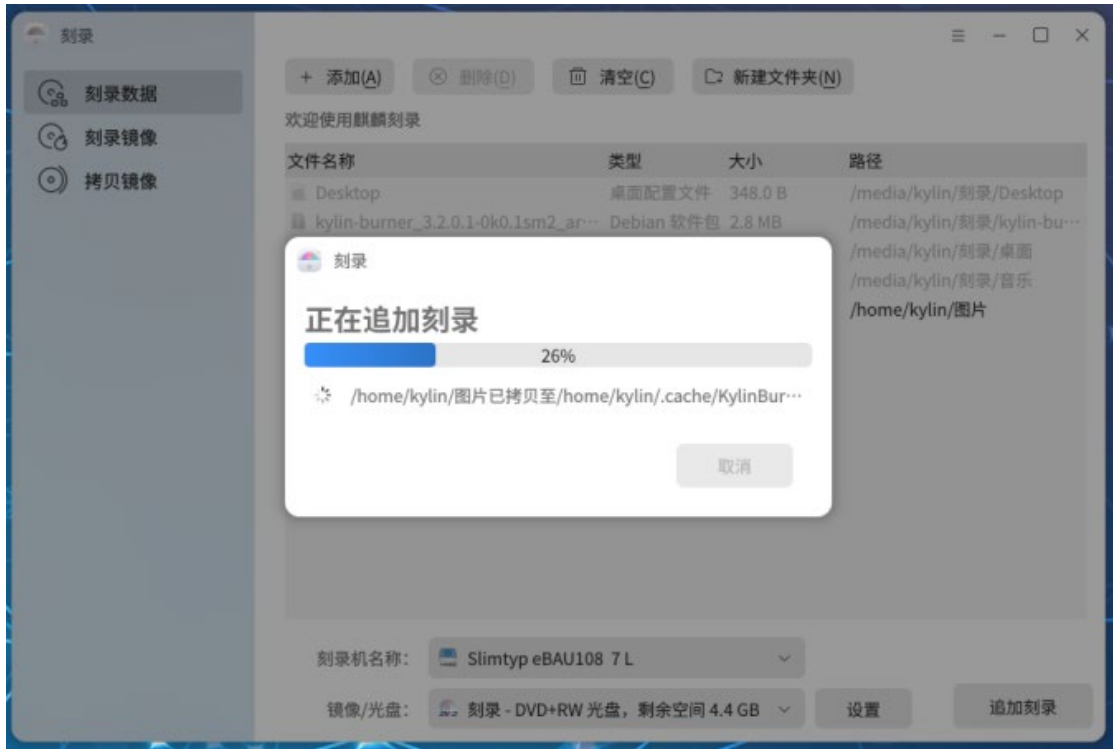 刻录
刻录数据
刻录镜像
拷贝镜像
+ 添加(A) 删除(D) 清空(C) 新建文件夹(N)
欢迎使用麒麟刻录
文件名称 类型 大小 路径
Desktop 桌面配置文件 348.0 B /media/kylin/刻录/Desktop
kylin-burner_3.2.0.1-0k0.1sm2_ar··· Debian 软件包 2.8 MB /media/kylin/刻录/kylin-bu···
/media/kylin/刻录/桌面
/media/kylin/刻录/音乐
/home/kylin/图片
刻录
正在追加刻录
26%
/home/kylin/图片已拷贝至/home/kylin/.cache/KylinBur···
取消
刻录机名称： Slimtyp eBAU108 7 L
镜像/光盘： 刻录 - DVD+RW 光盘，剩余空间 4.4 GB 设置 追加刻录